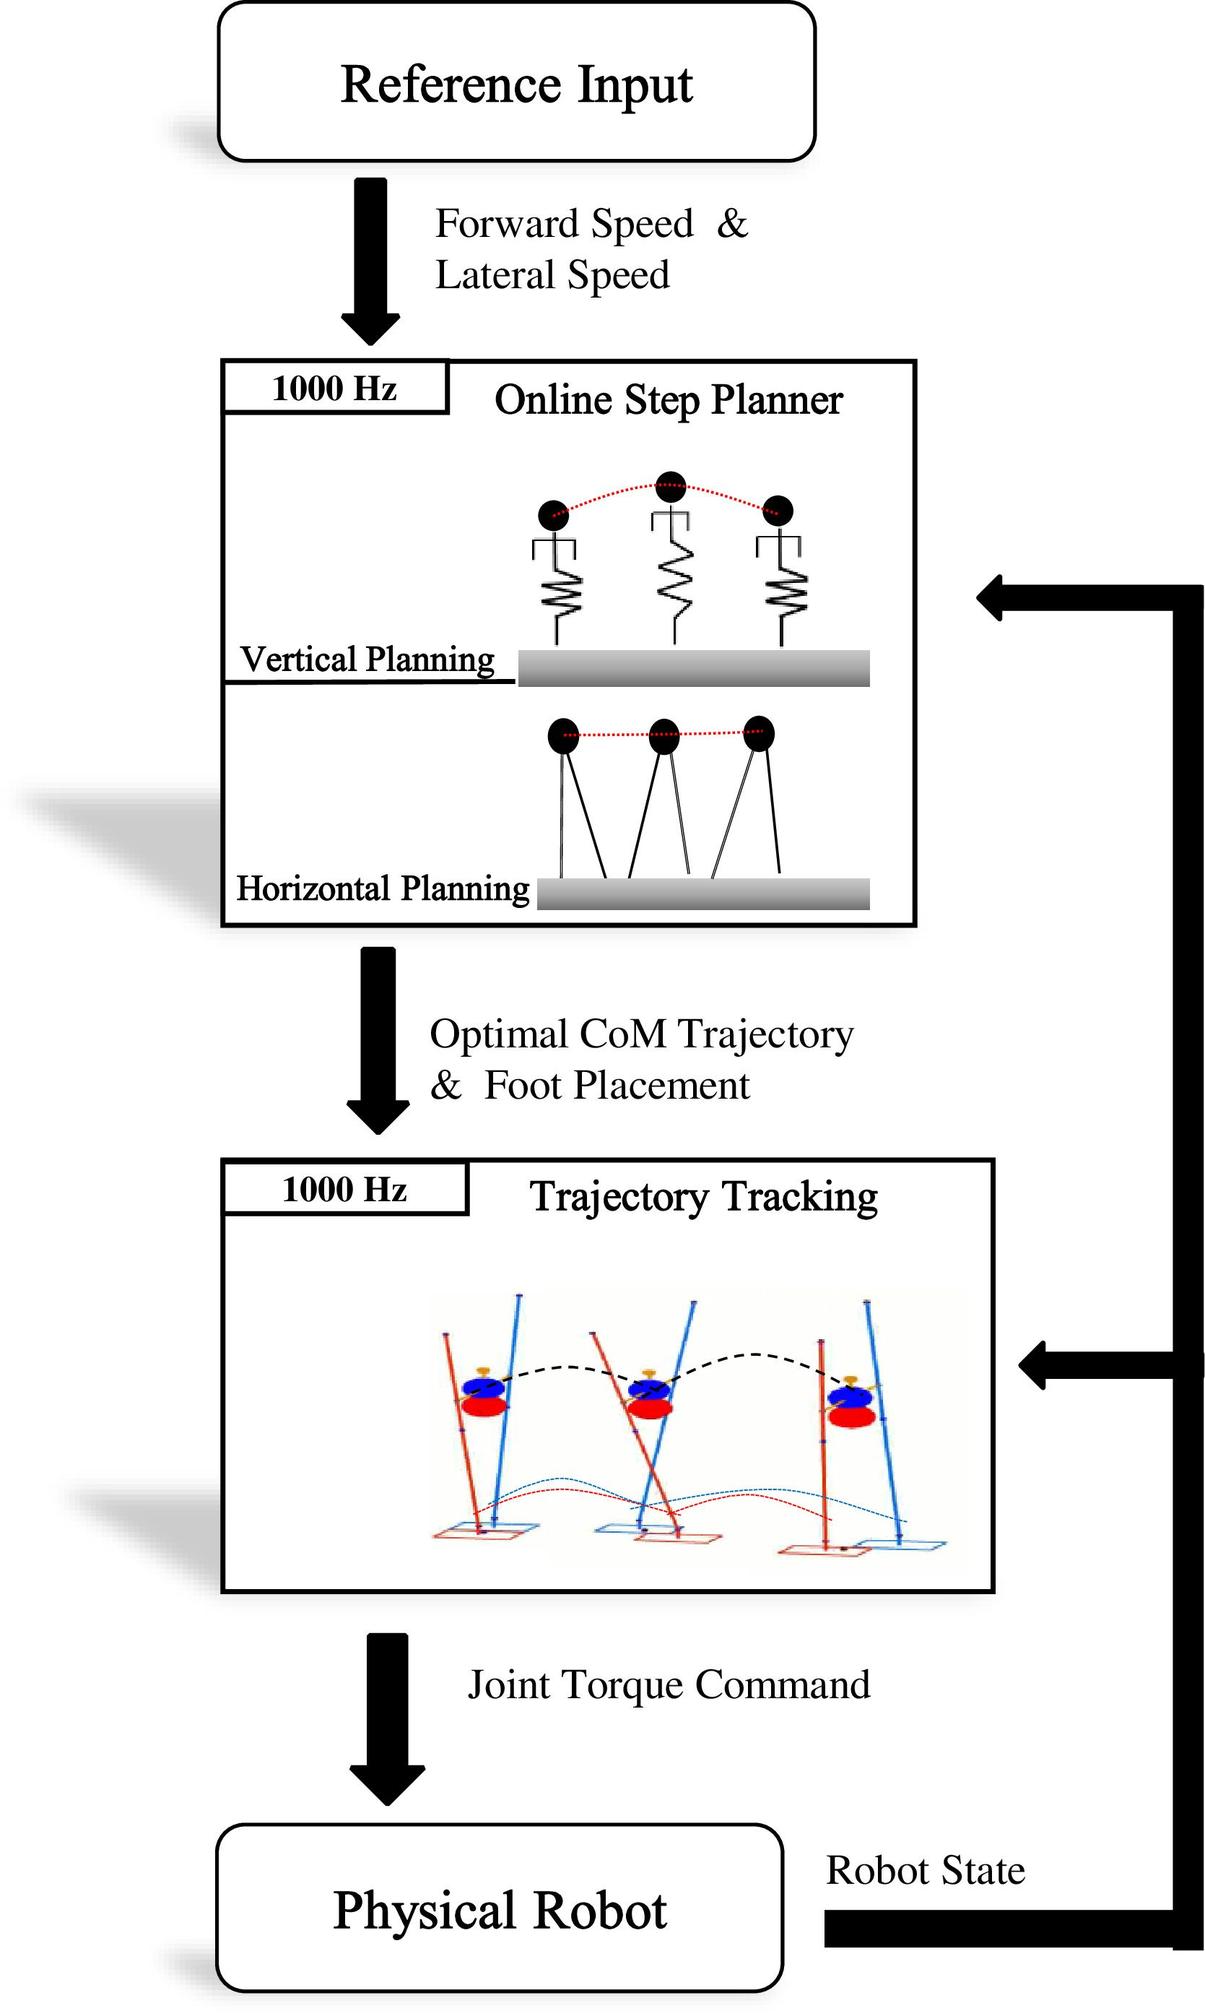 Reference Input
Forward Speed &
Lateral Speed
1000 Hz
Online Step Planner
Vertical Planning
Horizontal Planning
Optimal CoM Trajectory
& Foot Placement
1000 Hz
Trajectory Tracking
Joint Torque Command
Physical Robot
Robot State